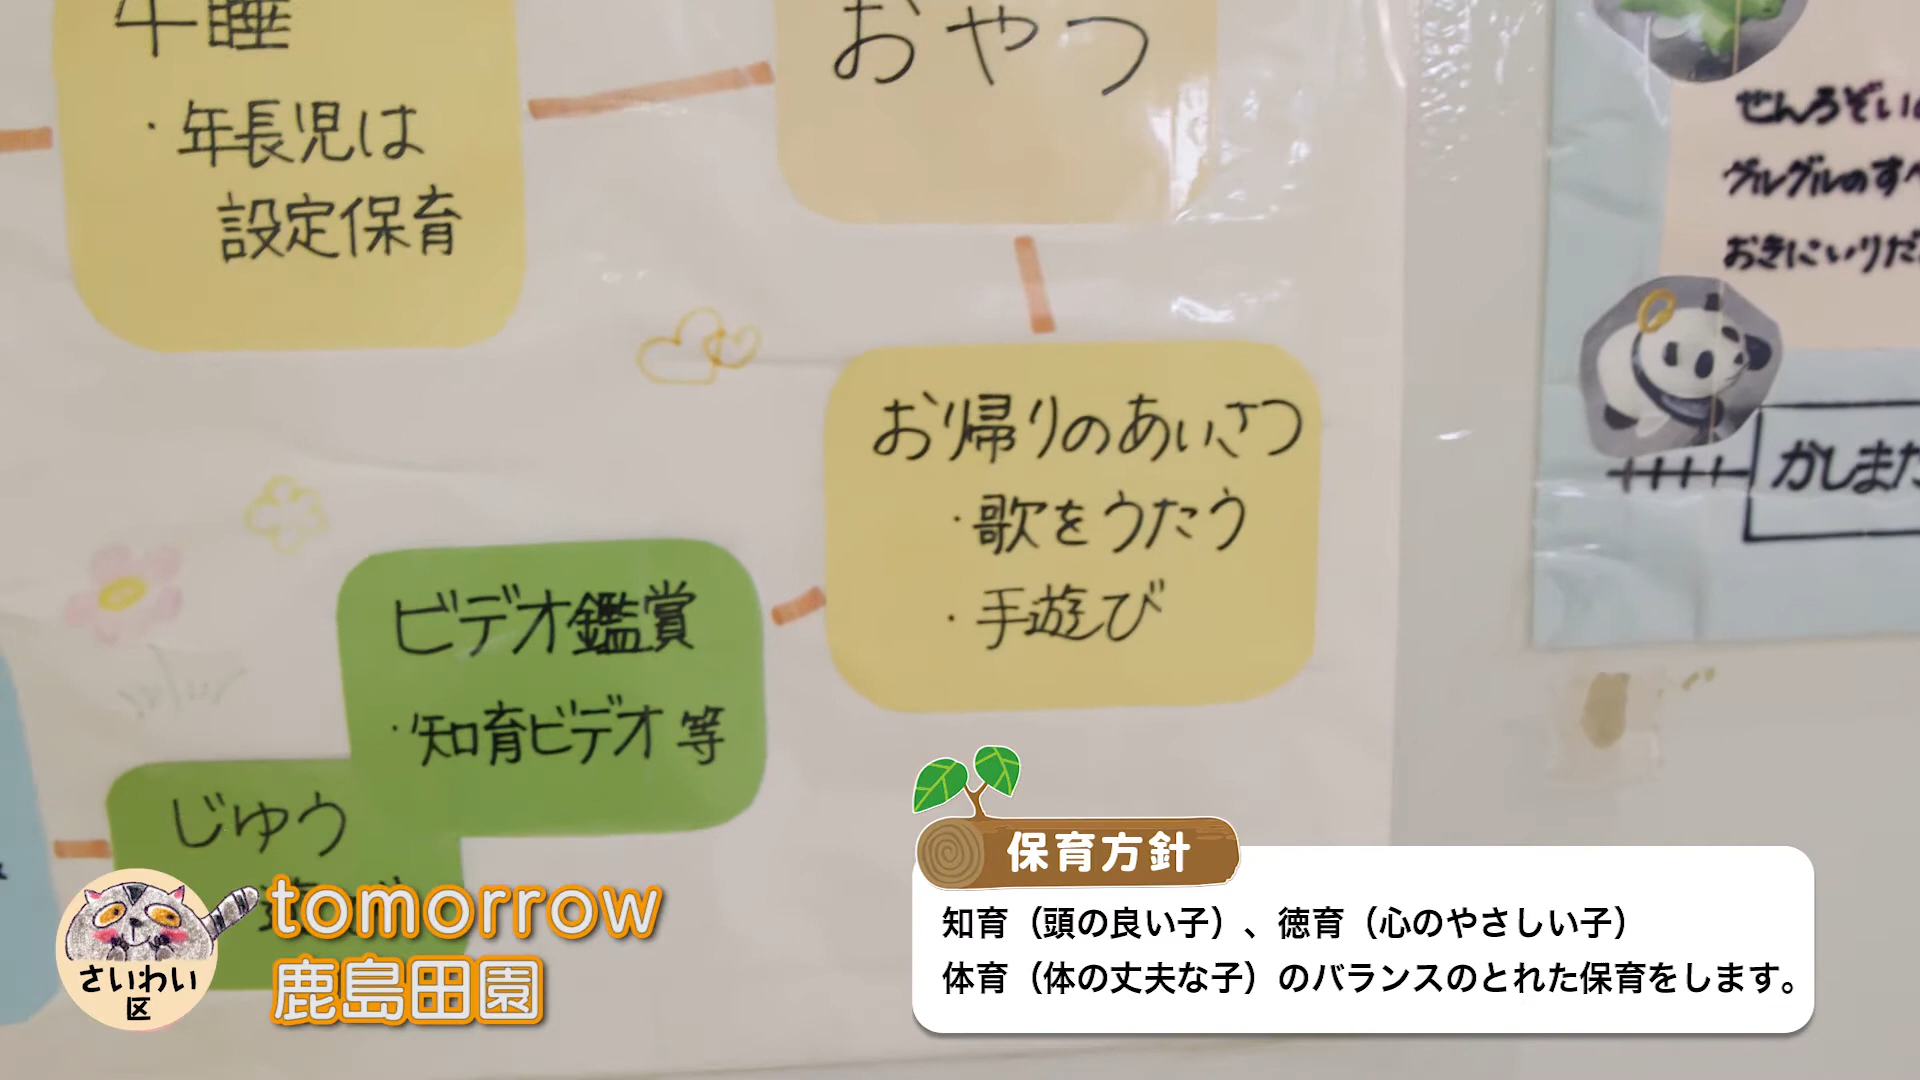 午睡
・年長児は
設定保育
おやつ
お帰りのあいさつ
・歌をうたう
・手遊び
ビデオ鑑賞
・知育ビデオ等
じゆう
せんろぞい
グルグルのすべ
おきにいりだ
かしまだ
さいわい
区
tomorrow
鹿島田園
保育方針
知育（頭の良い子）、徳育（心のやさしい子）
体育（体の丈夫な子）のバランスのとれた保育をします。